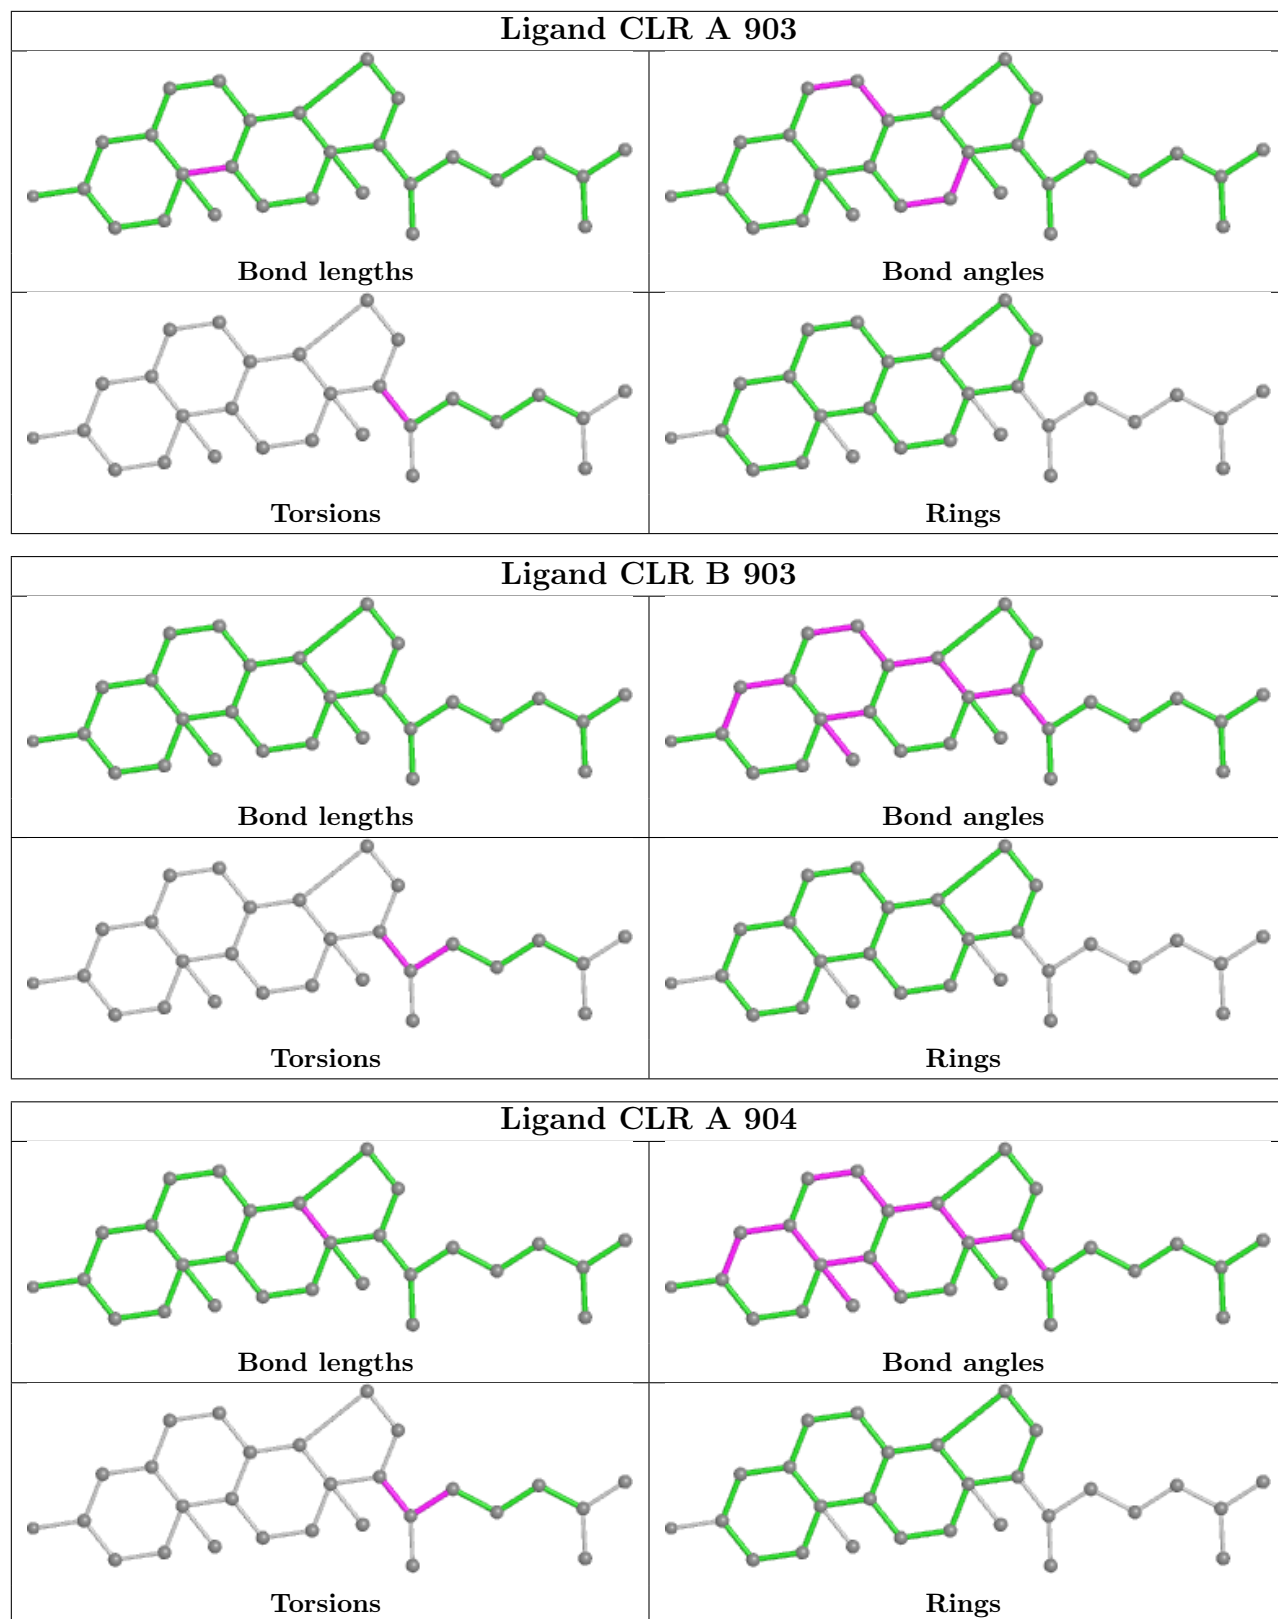 Ligand CLR A 903
Bond lengths
Bond angles
Torsions
Rings
Ligand CLR B 903
Bond lengths
Bond angles
Torsions
Rings
Ligand CLR A 904
Bond lengths
Bond angles
Torsions
Rings